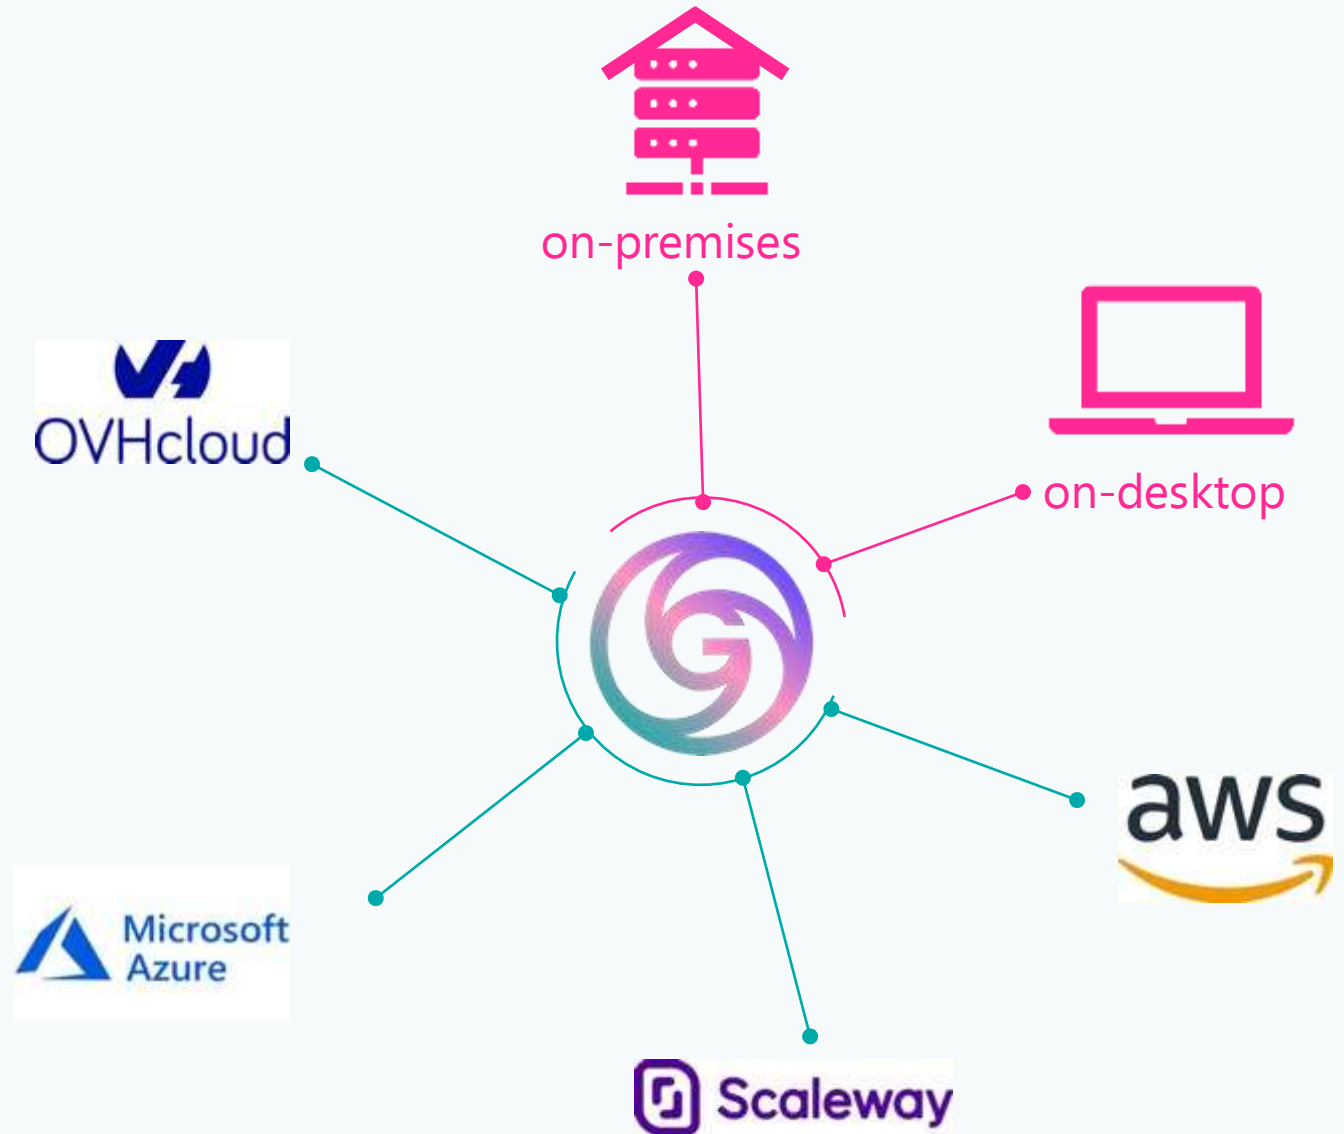 on-premises
OVHcloud
on-desktop
G
aws
Microsoft
Azure
Scaleway